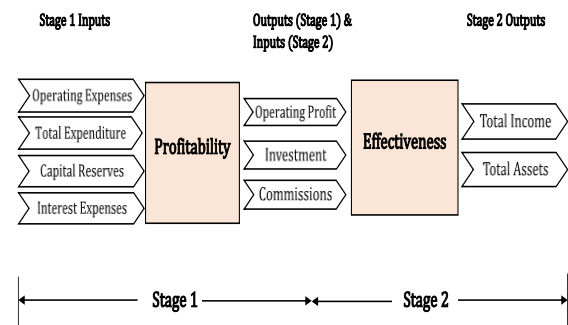 Stage 1 Inputs
Outputs (Stage 1) &
Inputs (Stage 2)
Stage 2 Outputs
Operating Expenses
Total Expenditure
Capital Reserves
Interest Expenses
Profitability
Operating Profit
Investment
Commissions
Effectiveness
Total Income
Total Assets
Stage 1
Stage 2